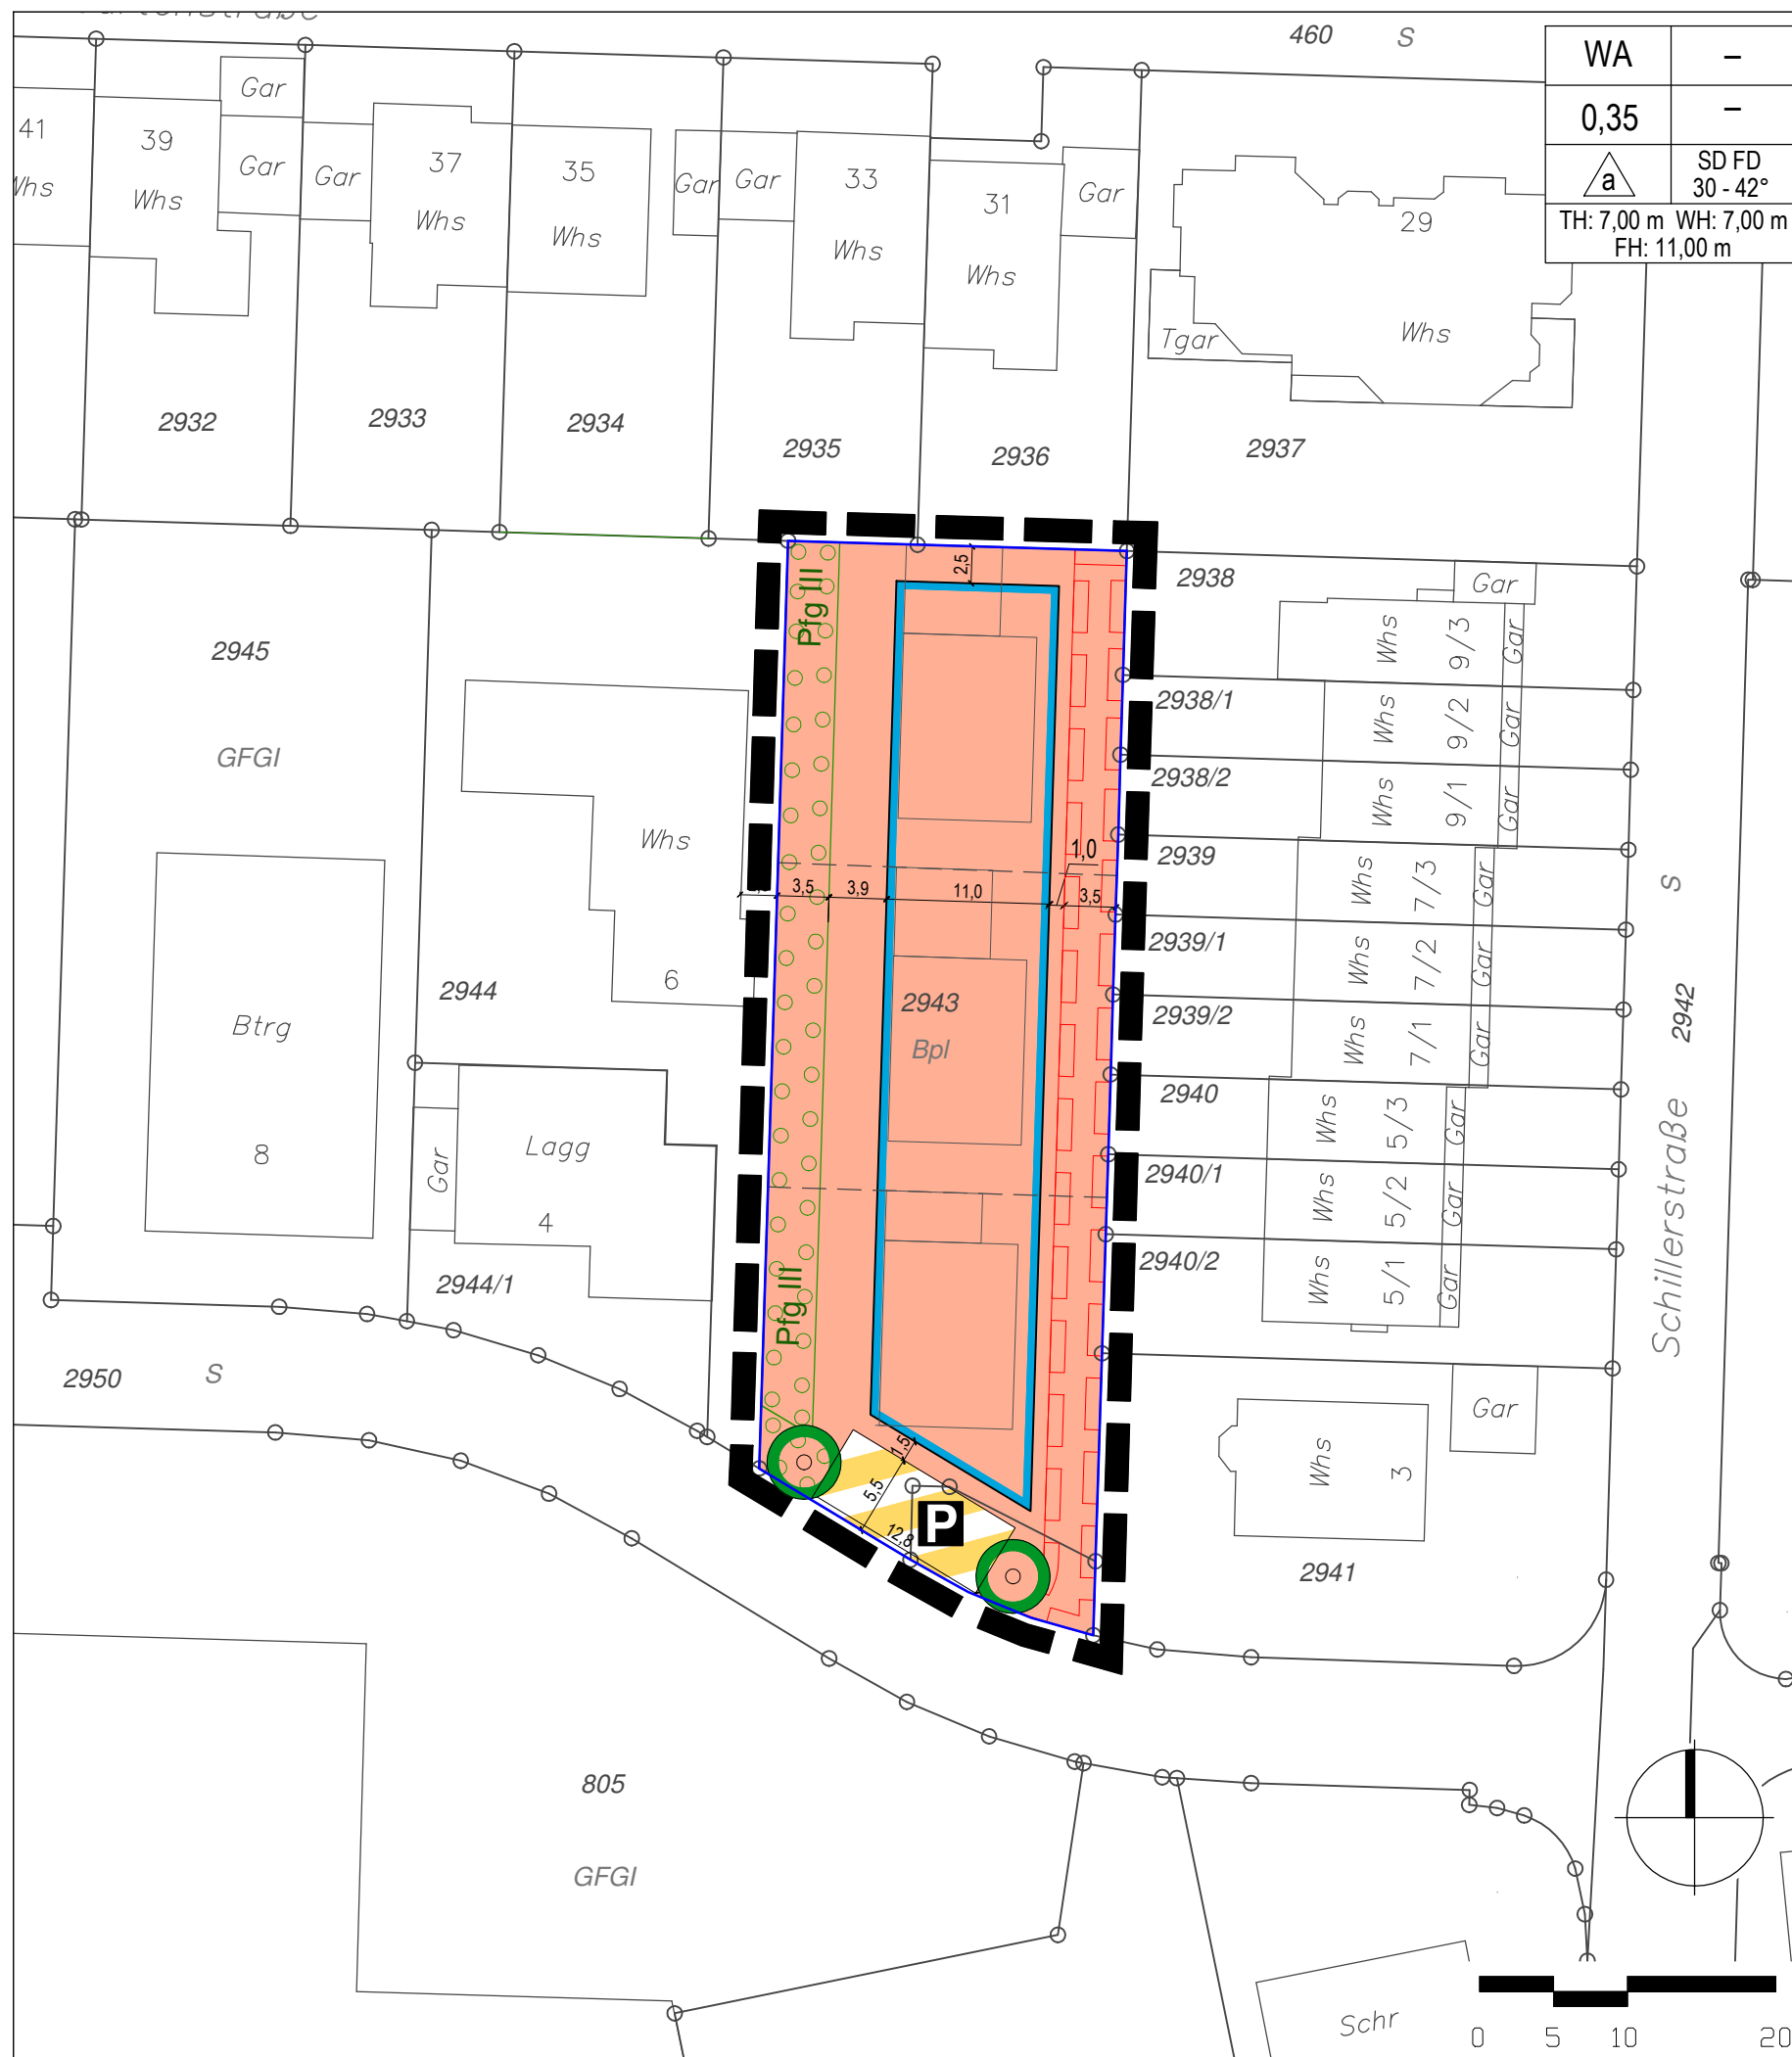 460 S
WA –
0,35 –
a SD FD
30 - 42°
TH: 7,00 m WH: 7,00 m
FH: 11,00 m
41
39
Whs
Gar
Gar
Gar
37
Whs
35
Whs
Gar
Gar
33
Whs
31
Whs
Gar
29
Whs
Tgar
2932
2933
2934
2935
2936
2937
2945
GFGI
Whs
6
2944
Btrg
8
Gar
Lagg
4
2944/1
2950 S
Pfg III
Pfg III
2,5
3,5
3,9
11,0
1,0
3,5
2943
Bpl
1,5
5,5
12,8
P
2938
2938/1
2938/2
2939
2939/1
2939/2
2940
2940/1
2940/2
Gar
Whs 9/3 Gar
Whs 9/2 Gar
Whs 9/1 Gar
Whs 7/3 Gar
Whs 7/2 Gar
Whs 7/1 Gar
Whs 5/3 Gar
Whs 5/2 Gar
Whs 5/1 Gar
Schillerstraße 2942 S
S
Gar
Whs 3
2941
805
GFGI
Schr
0 5 10 20